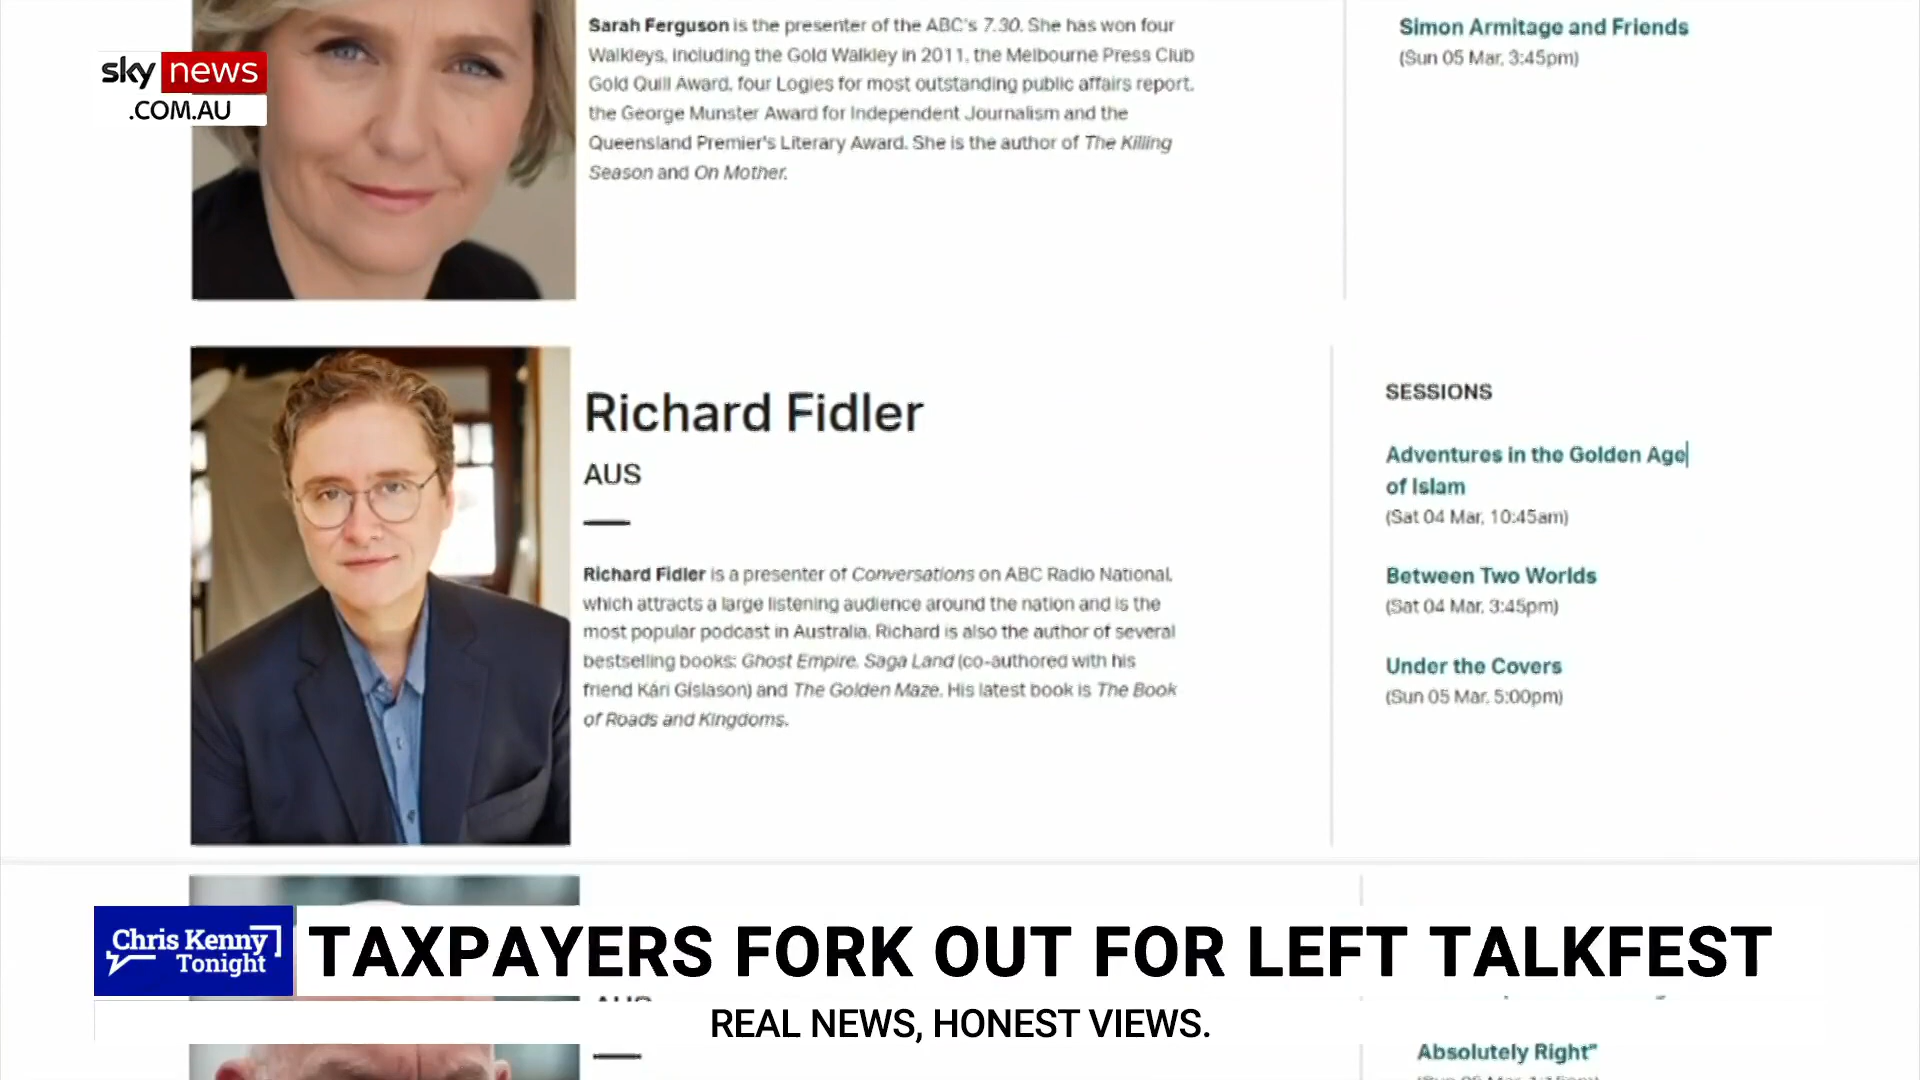 Sarah Ferguson is the presenter of the ABC's 7.30. She has won four
Walkleys, including the Gold Walkley in 2011, the Melbourne Press Club
Gold Quill Award, four Logies for most outstanding public affairs report,
the George Munster Award for Independent Journalism and the
Queensland Premier's Literary Award. She is the author of The Killing
Season and On Mother.
Simon Armitage and Friends
(Sun 05 Mar, 3:45pm)
sky news
.COM.AU
Richard Fidler
AUS
Richard Fidler is a presenter of Conversations on ABC Radio National,
which attracts a large listening audience around the nation and is the
most popular podcast in Australia. Richard is also the author of several
bestselling books: Ghost Empire, Saga Land (co-authored with his
friend Kári Gíslason) and The Golden Maze. His latest book is The Book
of Roads and Kingdoms.
SESSIONS
Adventures in the Golden Age
of Islam
(Sat 04 Mar, 10:45am)
Between Two Worlds
(Sat 04 Mar, 3:45pm)
Under the Covers
(Sun 05 Mar, 5:00pm)
Chris Kenny
Tonight
TAXPAYERS FORK OUT FOR LEFT TALKFEST
AUS
REAL NEWS, HONEST VIEWS.
Absolutely Right"